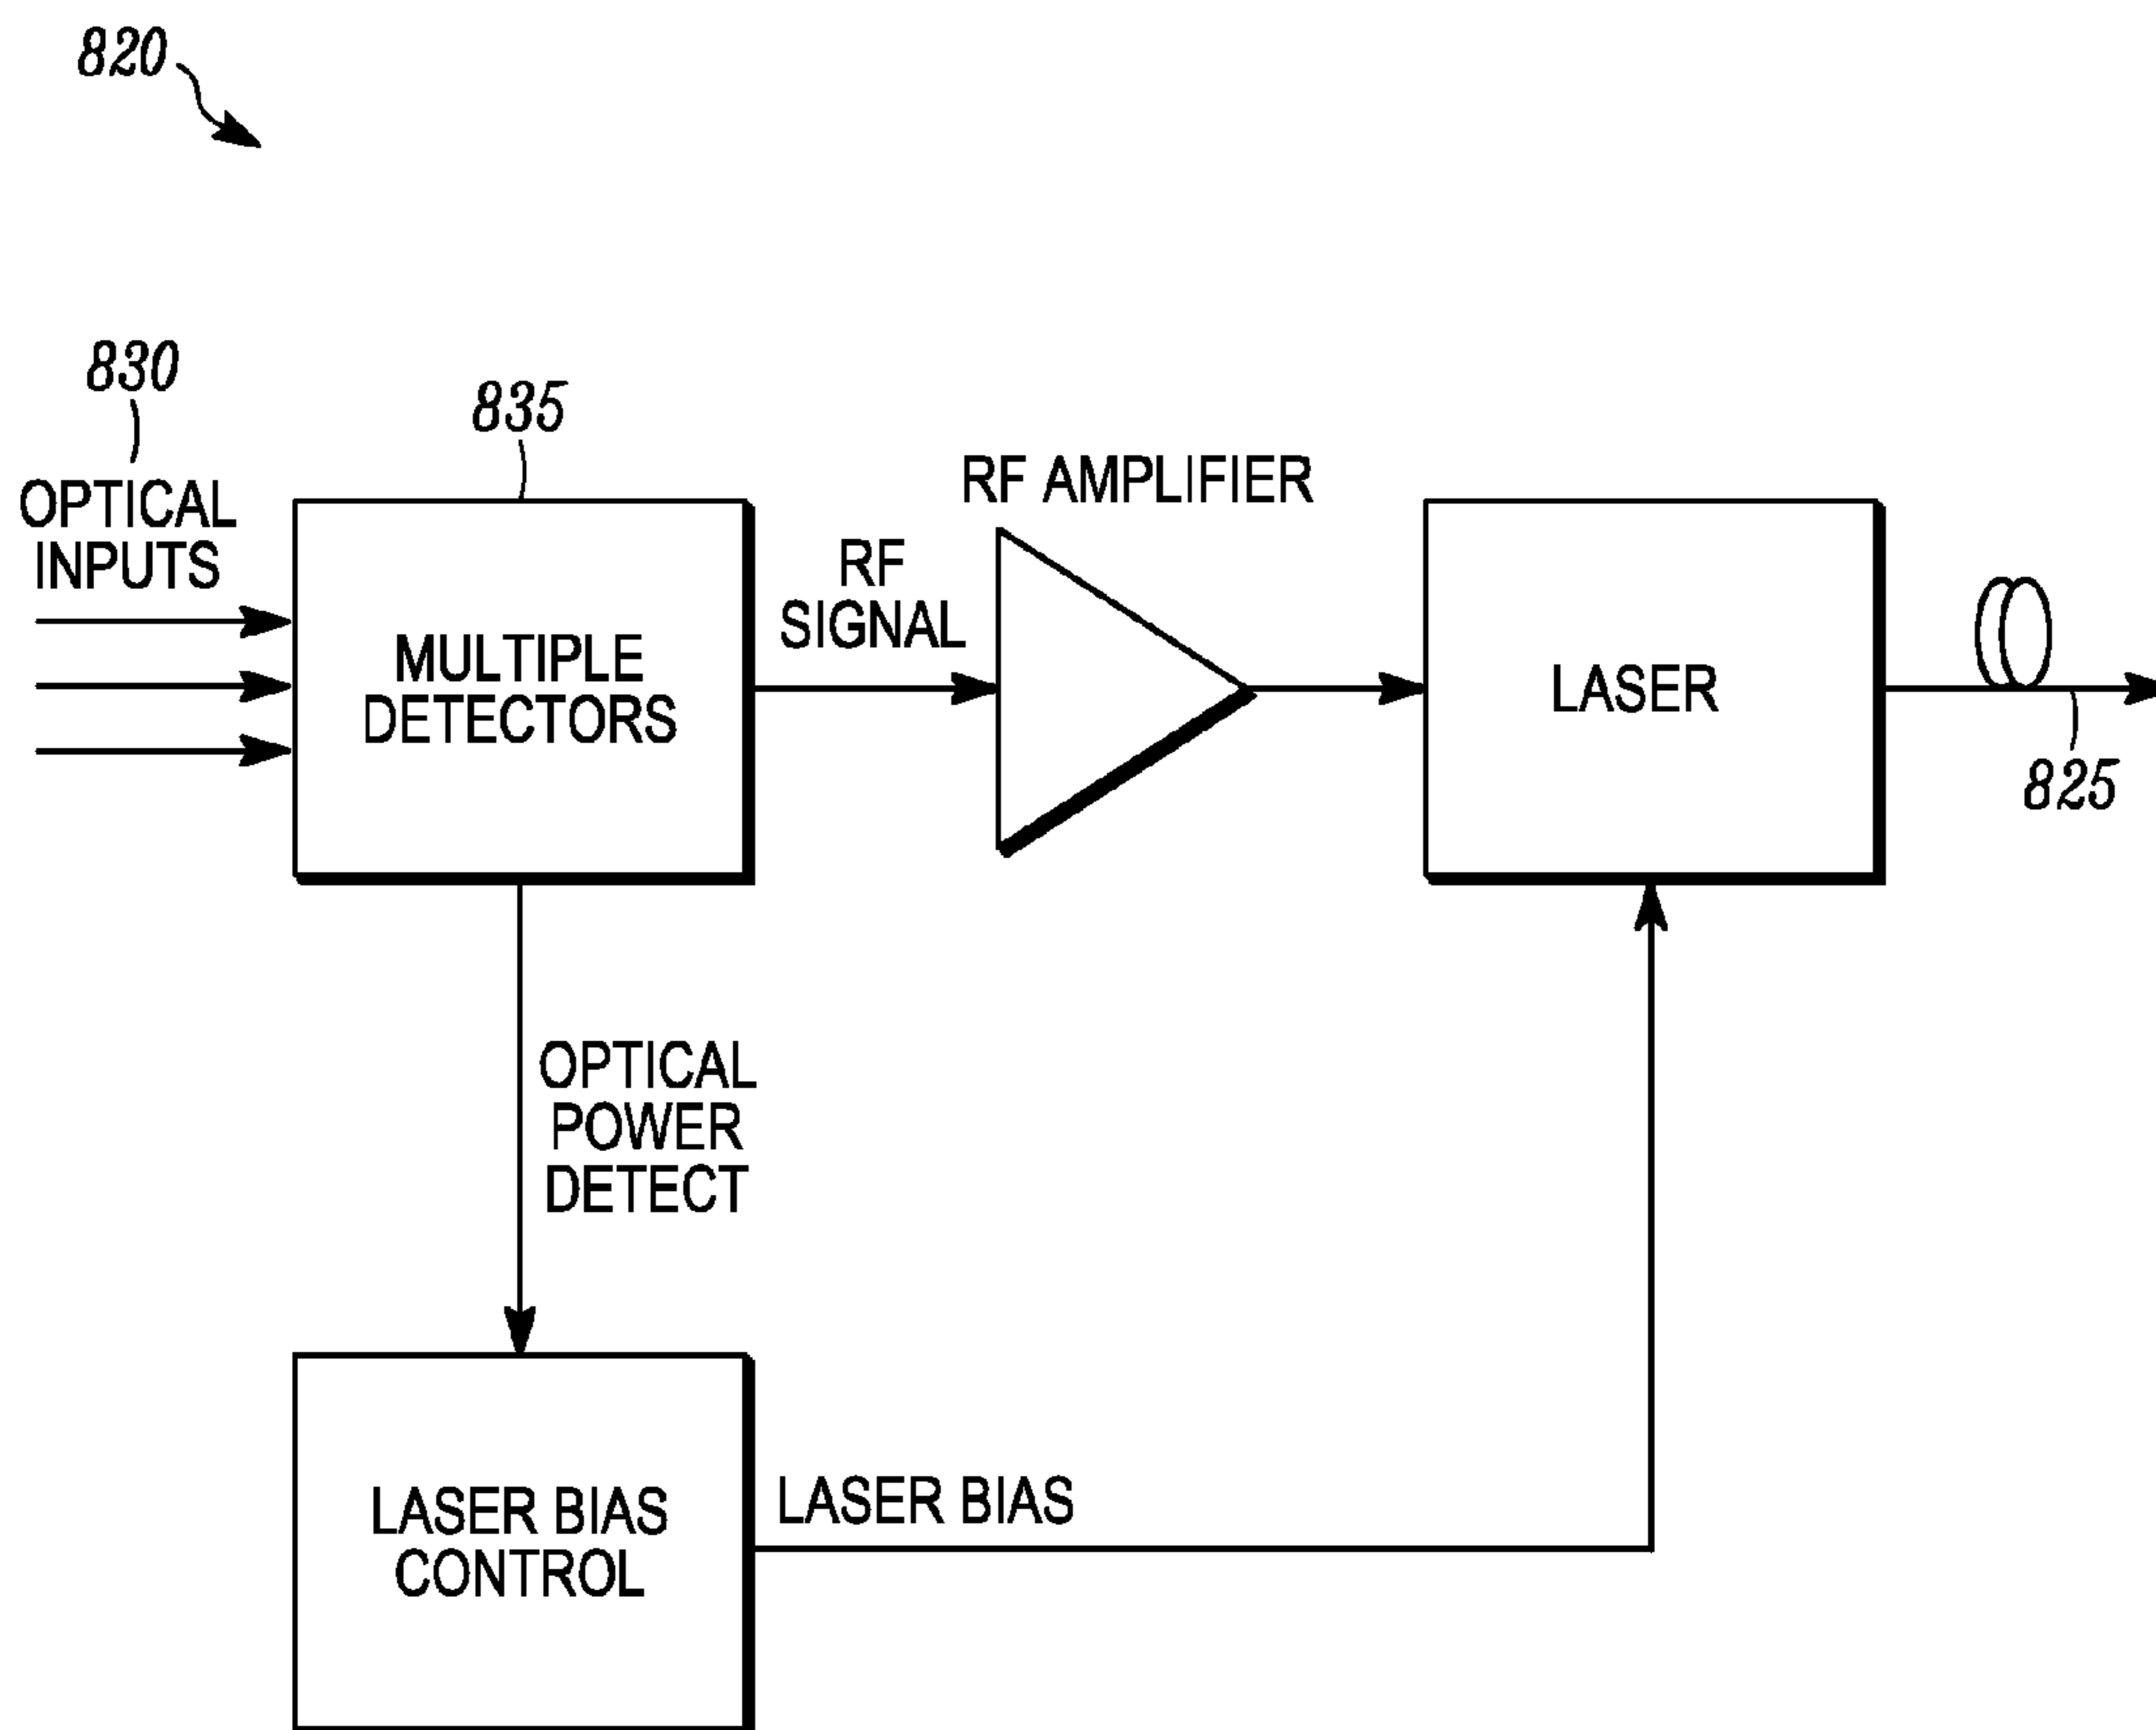 820
830
835
OPTICAL
INPUTS
MULTIPLE
DETECTORS
RF
SIGNAL
RF AMPLIFIER
LASER
825
OPTICAL
POWER
DETECT
LASER BIAS
CONTROL
LASER BIAS